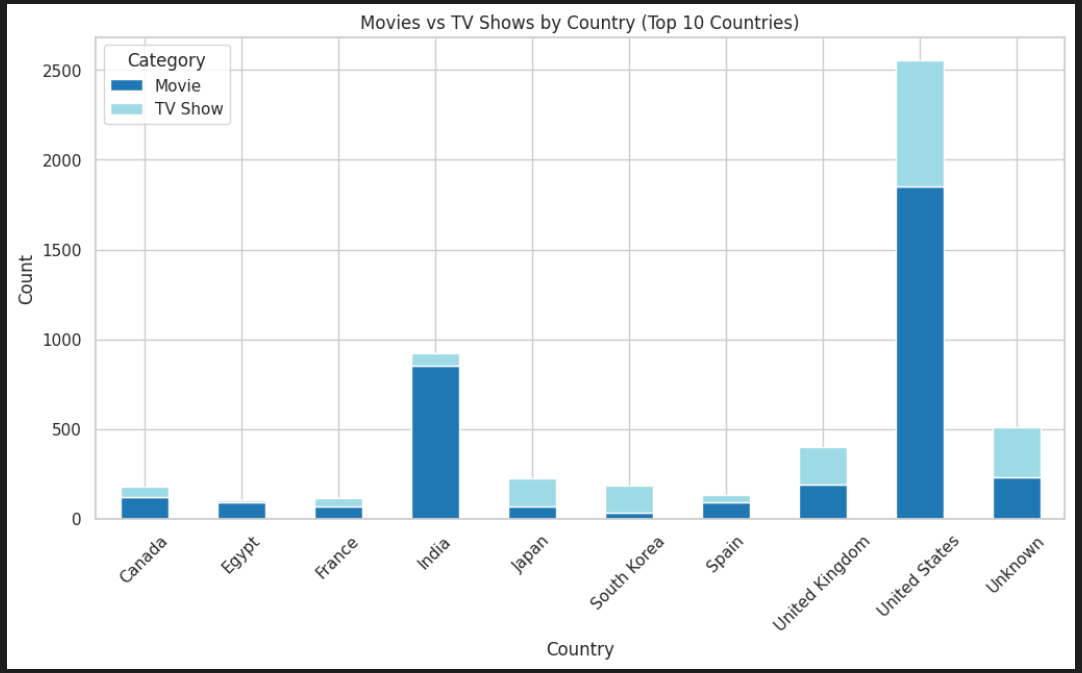 Movies vs TV Shows by Country (Top 10 Countries)
Category
Movie
TV Show
2500
2000
1500
1000
500
0
Count
Canada
Egypt
France
India
Japan
South Korea
Spain
United Kingdom
United States
Unknown
Country